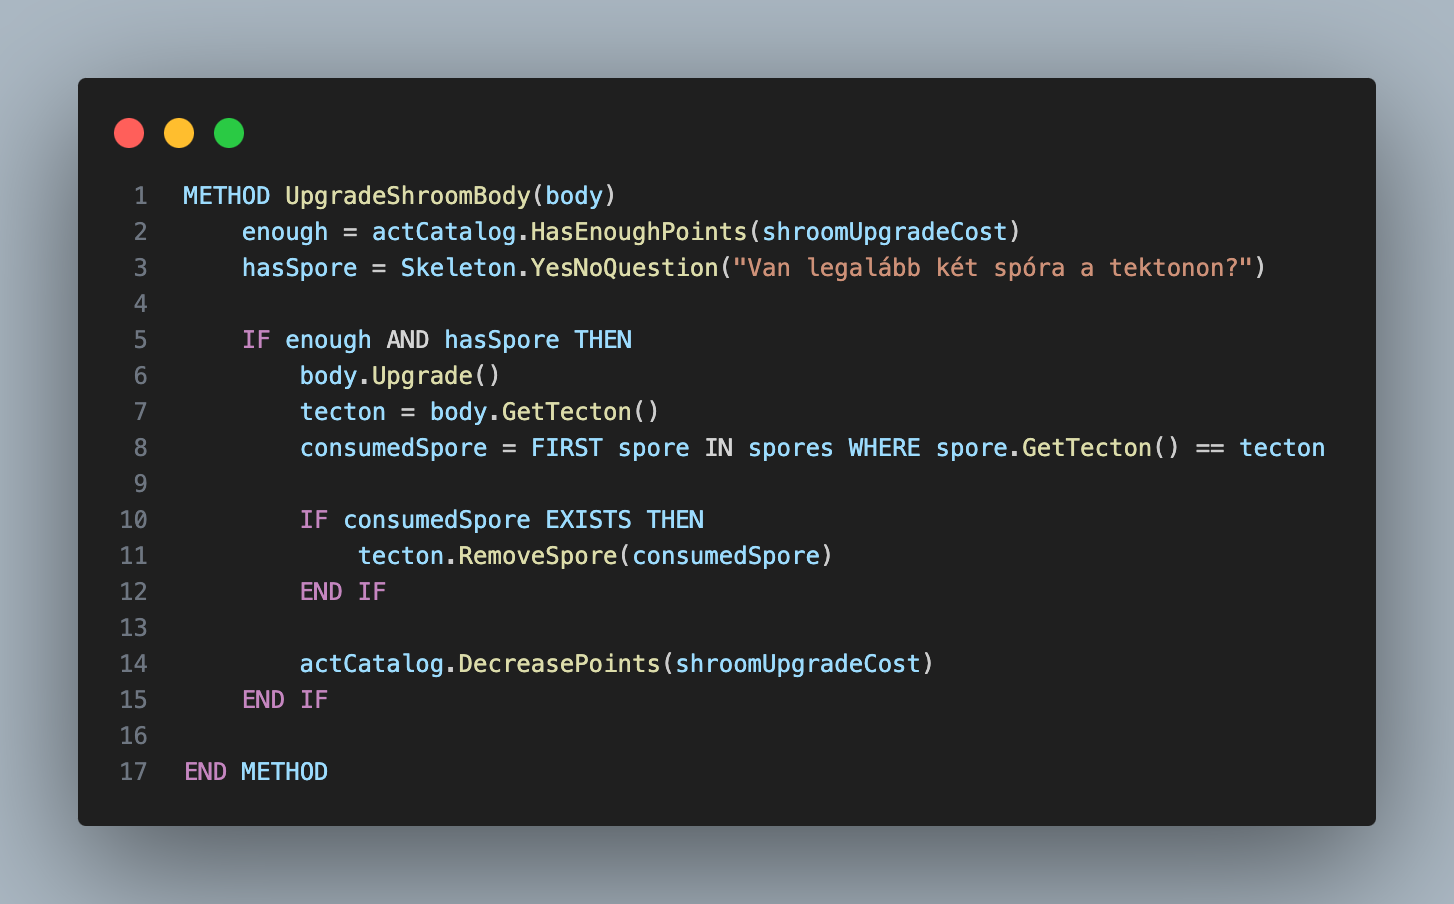 1 METHOD UpgradeShroomBody(body)
2     enough = actCatalog.HasEnoughPoints(shroomUpgradeCost)
3     hasSpore = Skeleton.YesNoQuestion("Van legalább két spóra a tektonon?")
4
5     IF enough AND hasSpore THEN
6         body.Upgrade()
7         tecton = body.GetTecton()
8         consumedSpore = FIRST spore IN spores WHERE spore.GetTecton() == tecton
9
10         IF consumedSpore EXISTS THEN
11             tecton.RemoveSpore(consumedSpore)
12         END IF
13
14         actCatalog.DecreasePoints(shroomUpgradeCost)
15     END IF
16
17 END METHOD